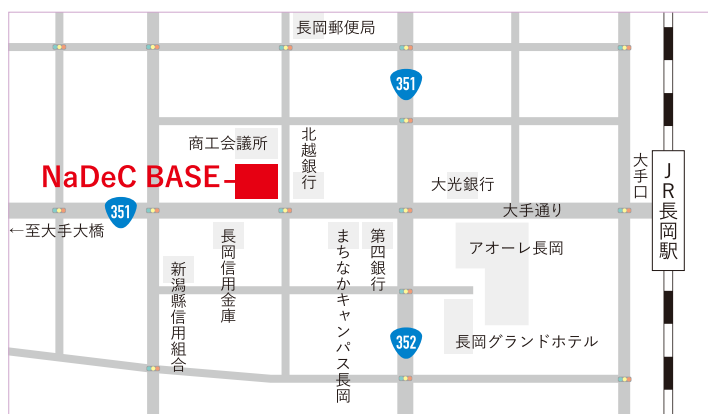 長岡郵便局
351
商工会議所
北越銀行
NaDeC BASE
大光銀行
大手口
JR長岡駅
351
大手通り
←至大手大橋
長岡信用金庫
まちなかキャンパス長岡
第四銀行
アオーレ長岡
新潟縣信用組合
352
長岡グランドホテル